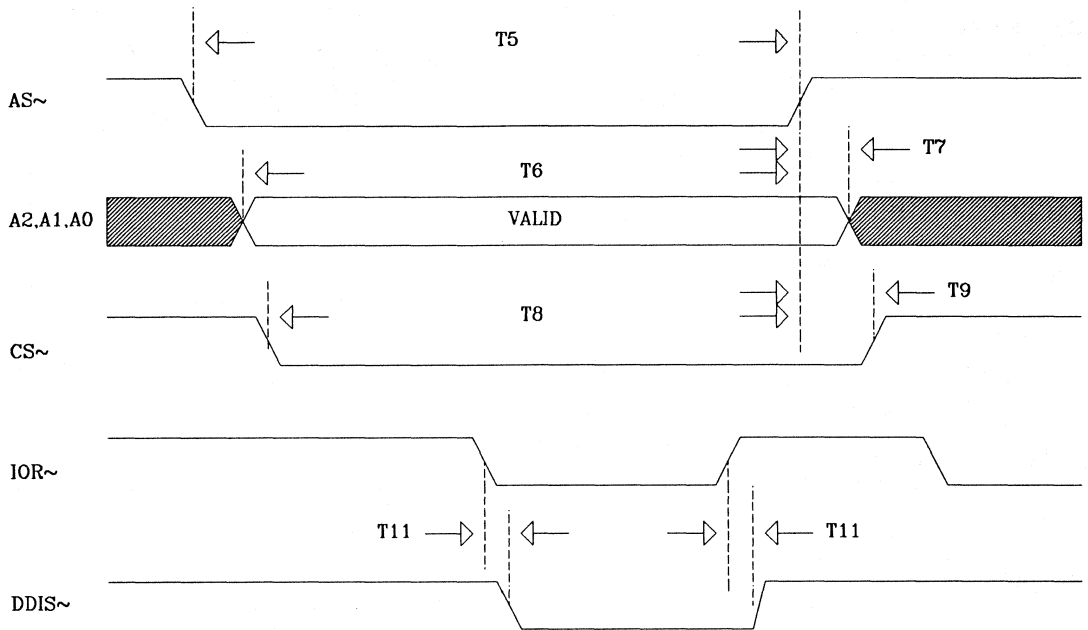 T5
AS~
T7
T6
A2,A1,A0
VALID
T9
T8
CS~
IOR~
T11
T11
DDIS~